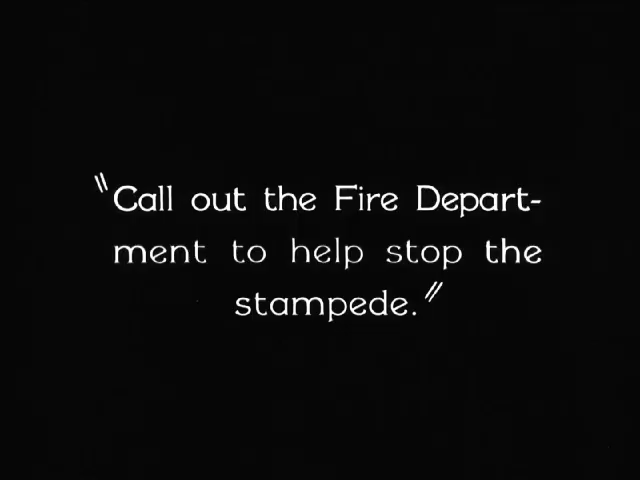 "Call out the Fire Depart-
ment to help stop the
stampede."